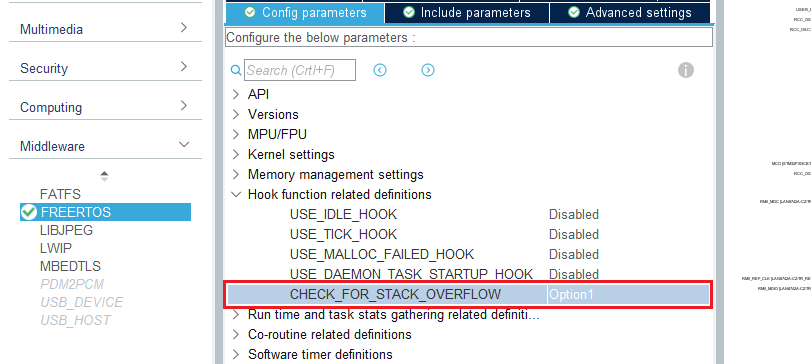 Config parameters
Include parameters
Advanced settings
Configure the below parameters :
Search (Crtl+F)
Multimedia
Security
Computing
Middleware
FATFS
FREERTOS
LIBJPEG
LWIP
MBEDTLS
PDM2PCM
USB_DEVICE
USB_HOST
API
Versions
MPU/FPU
Kernel settings
Memory management settings
Hook function related definitions
USE_IDLE_HOOK Disabled
USE_TICK_HOOK Disabled
USE_MALLOC_FAILED_HOOK Disabled
USE_DAEMON_TASK_STARTUP_HOOK Disabled
CHECK_FOR_STACK_OVERFLOW Option1
Run time and task stats gathering related definiti...
Co-routine related definitions
Software timer definitions